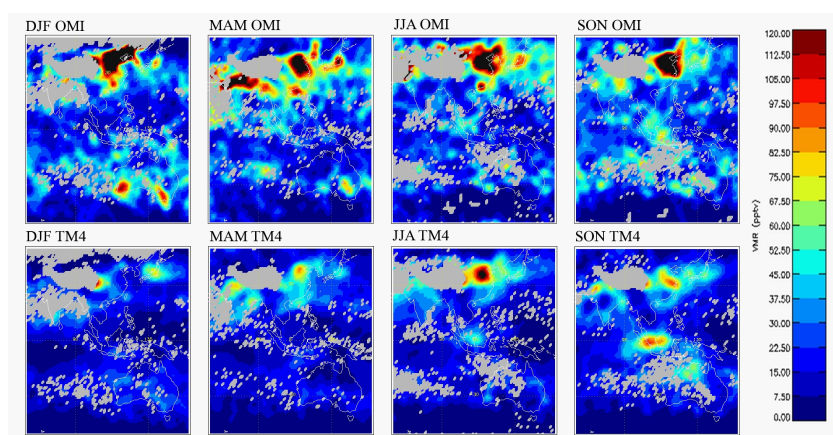 DJF OMI
MAM OMI
JJA OMI
SON OMI
DJF TM4
MAM TM4
JJA TM4
SON TM4
120.00
112.50
105.00
97.50
90.00
82.50
75.00
67.50
60.00
52.50
45.00
37.50
30.00
22.50
15.00
7.50
0.00
VMR (pptv)